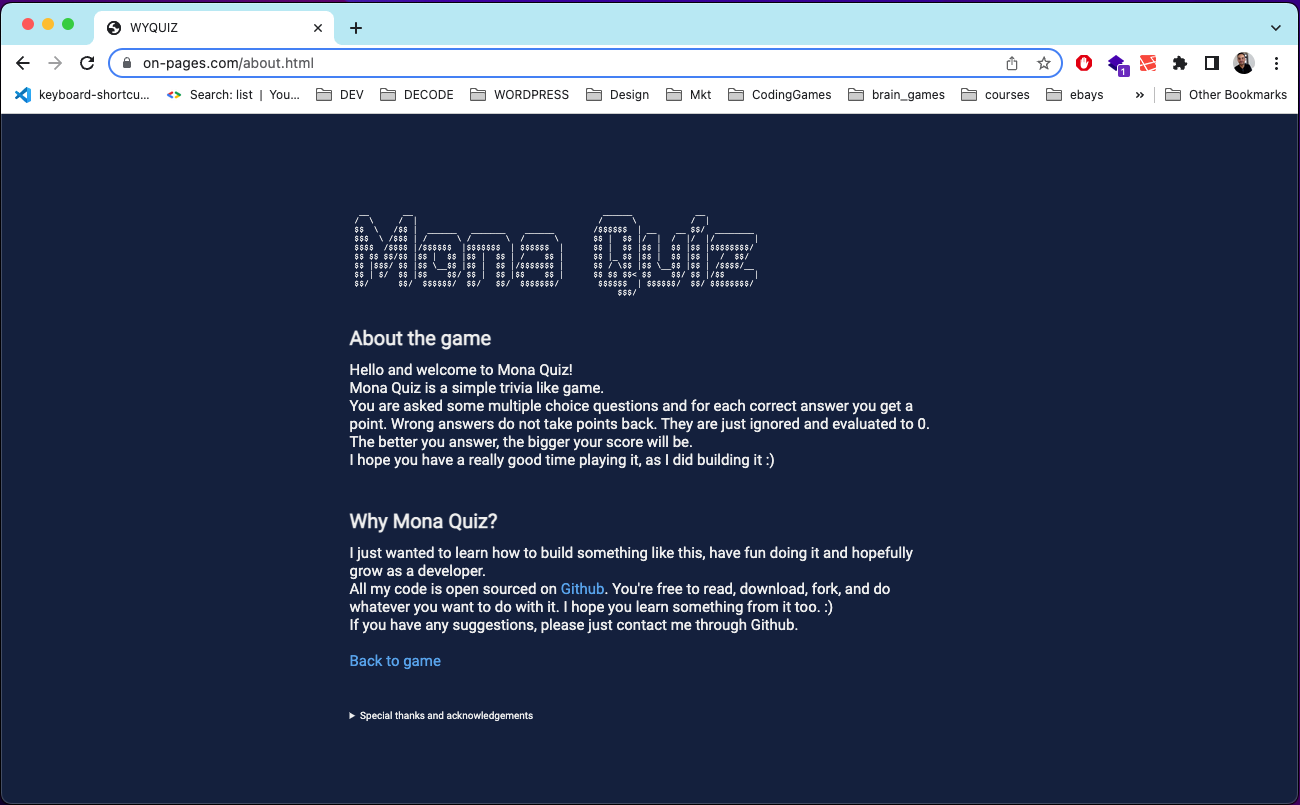 WYQUIZ
on-pages.com/about.html
1
keyboard-shortcu...
Search: list | You...
DEV
DECODE
WORDPRESS
Design
Mkt
CodingGames
brain_games
courses
ebays
»
Other Bookmarks
Mona Quiz
About the game
Hello and welcome to Mona Quiz!
Mona Quiz is a simple trivia like game.
You are asked some multiple choice questions and for each correct answer you get a
point. Wrong answers do not take points back. They are just ignored and evaluated to 0.
The better you answer, the bigger your score will be.
I hope you have a really good time playing it, as I did building it :)
Why Mona Quiz?
I just wanted to learn how to build something like this, have fun doing it and hopefully
grow as a developer.
All my code is open sourced on Github. You're free to read, download, fork, and do
whatever you want to do with it. I hope you learn something from it too. :)
If you have any suggestions, please just contact me through Github.
Back to game
Special thanks and acknowledgements